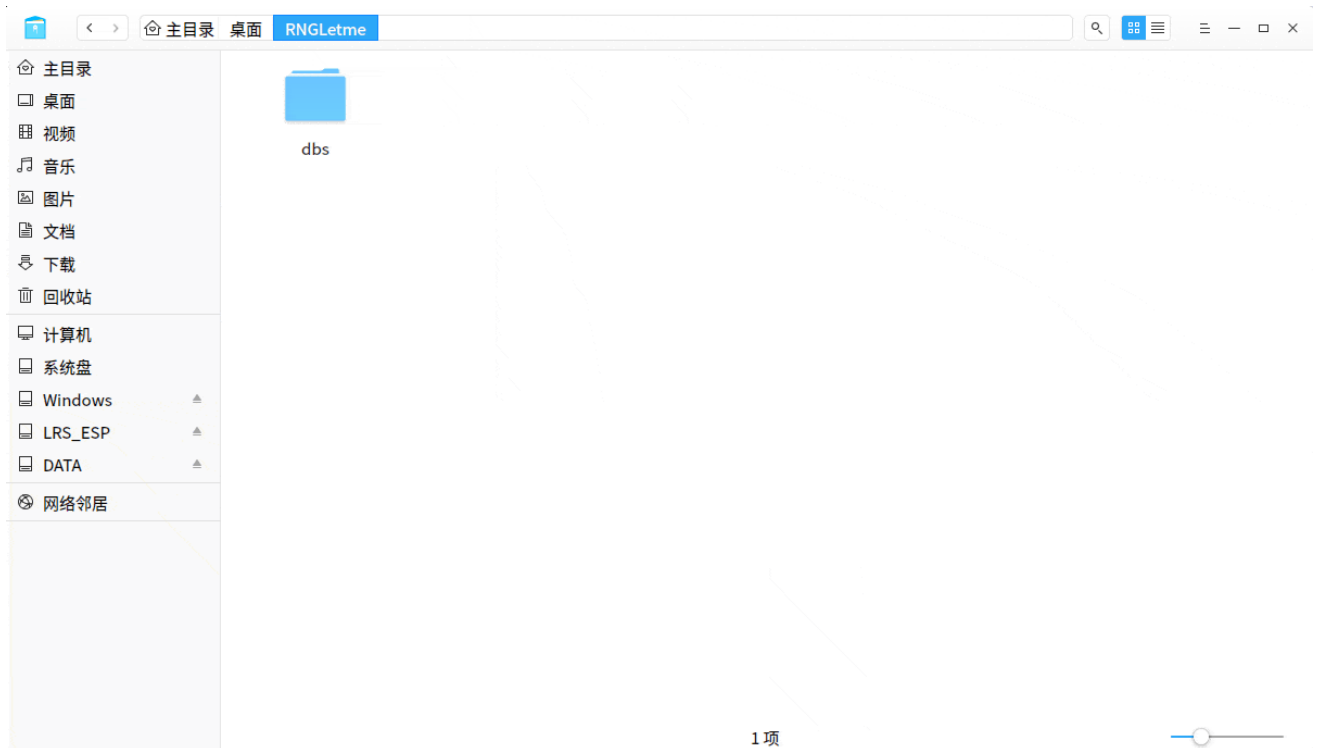 主目录 桌面 RNGLetme
主目录
桌面
视频
音乐
图片
文档
下载
回收站
计算机
系统盘
Windows
LRS_ESP
DATA
网络邻居
dbs
1 项